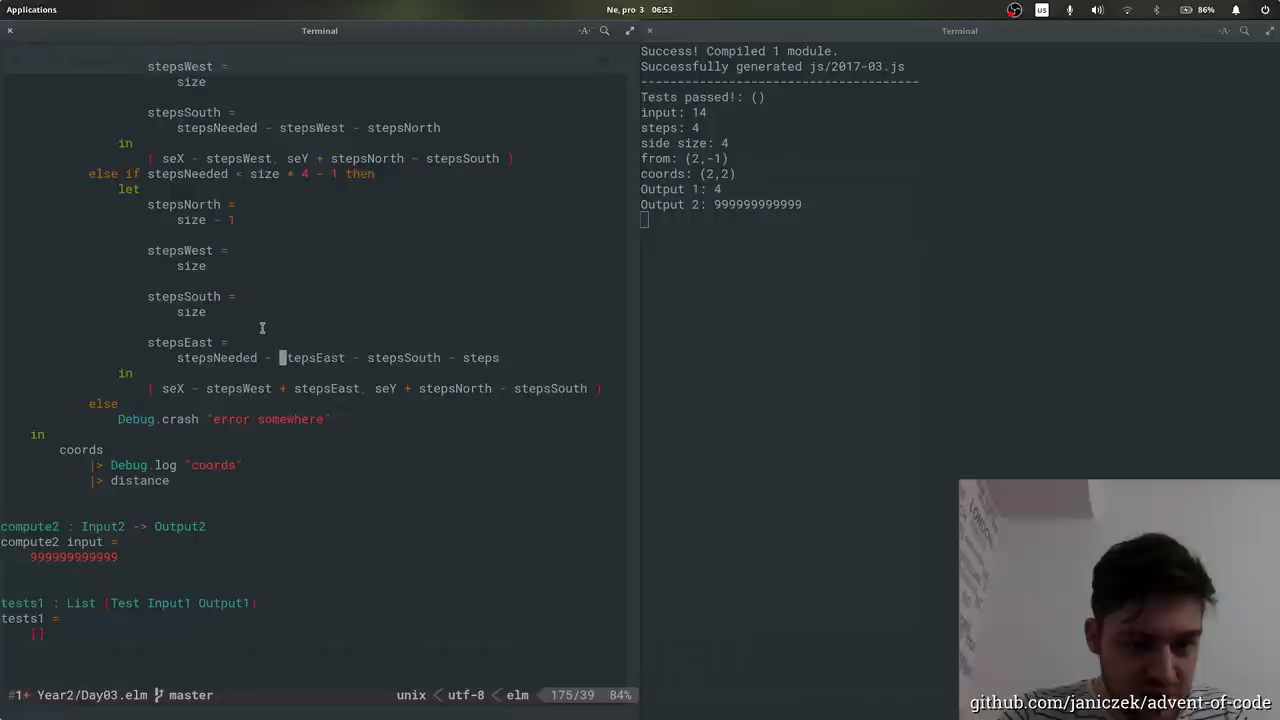 Applications
Ne, pro 3 06:53
us
86%
Terminal
Terminal
stepsWest =
size
stepsSouth =
stepsNeeded - stepsWest - stepsNorth
in
( seX - stepsWest, seY + stepsNorth - stepsSouth )
else if stepsNeeded < size * 4 - 1 then
let
stepsNorth =
size - 1
stepsWest =
size
stepsSouth =
size
stepsEast =
stepsNeeded - stepsEast - stepsSouth - steps
in
( seX - stepsWest + stepsEast, seY + stepsNorth - stepsSouth )
else
Debug.crash "error somewhere"
in
coords
|> Debug.log "coords"
|> distance
compute2 : Input2 -> Output2
compute2 input =
999999999999
tests1 : List (Test Input1 Output1)
tests1 =
[]
#1+ Year2/Day03.elm master unix < utf-8 < elm 175/39 84%
Success! Compiled 1 module.
Successfully generated js/2017-03.js
--------------------------------------
Tests passed!: ()
input: 14
steps: 4
side size: 4
from: (2,-1)
coords: (2,2)
Output 1: 4
Output 2: 999999999999
LONDON
github.com/janiczek/advent-of-code